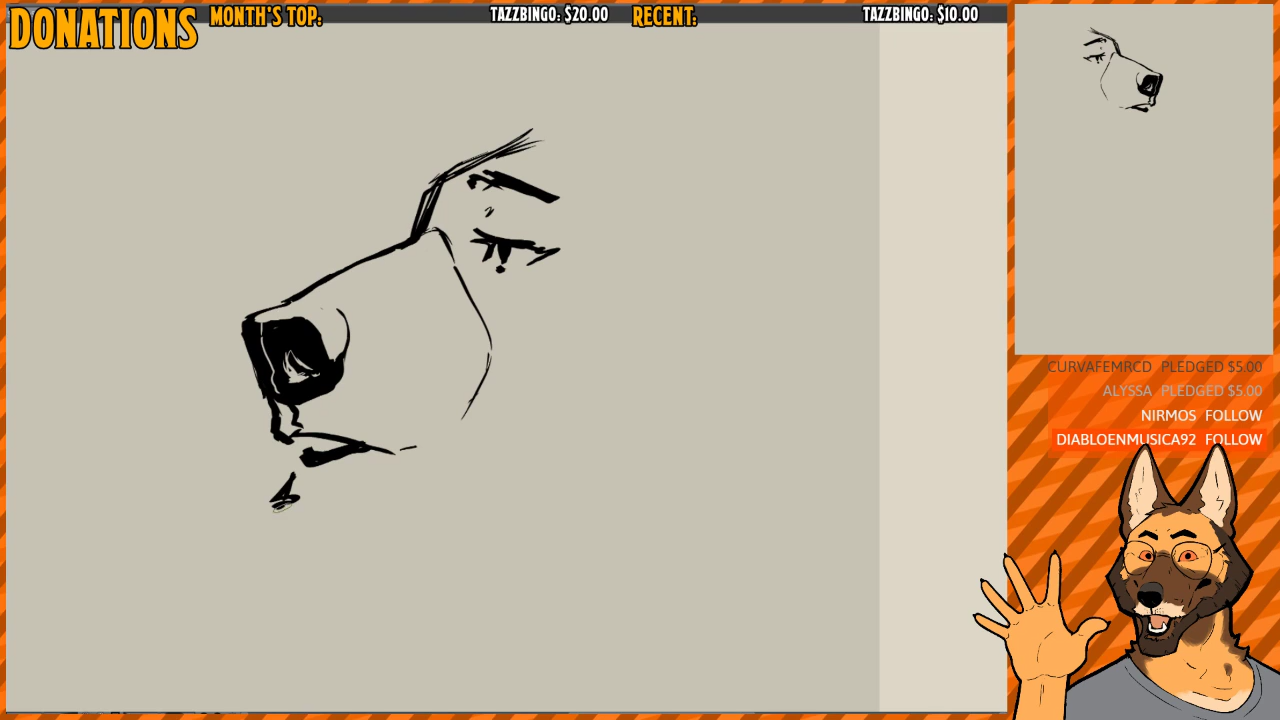 DONATIONS
MONTH'S TOP: TAZZBINGO: $20.00 RECENT: TAZZBINGO: $10.00
CURVAFEMRCD PLEDGED $5.00
ALYSSA PLEDGED $5.00
NIRMOS FOLLOW
DIABLOENMUSICA92 FOLLOW